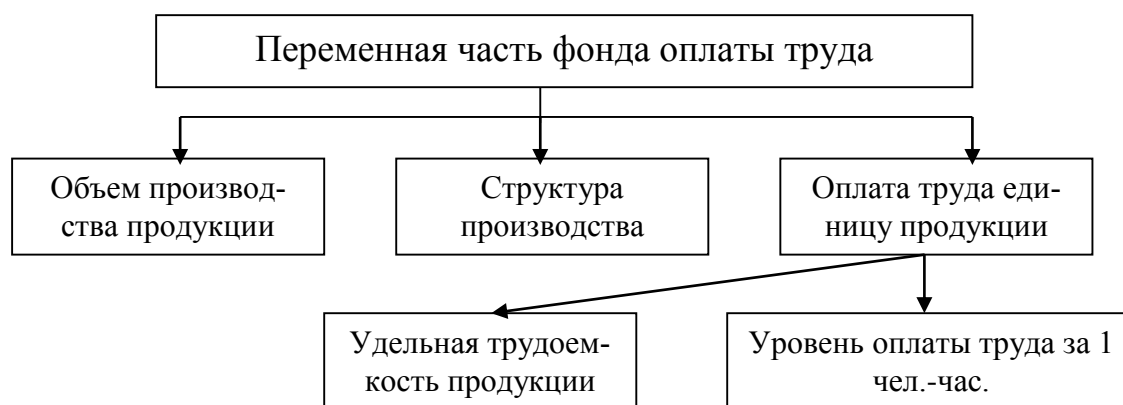 Переменная часть фонда оплаты труда
Объем производ-
ства продукции
Структура
производства
Оплата труда еди-
ницу продукции
Удельная трудоем-
кость продукции
Уровень оплаты труда за 1
чел.-час.